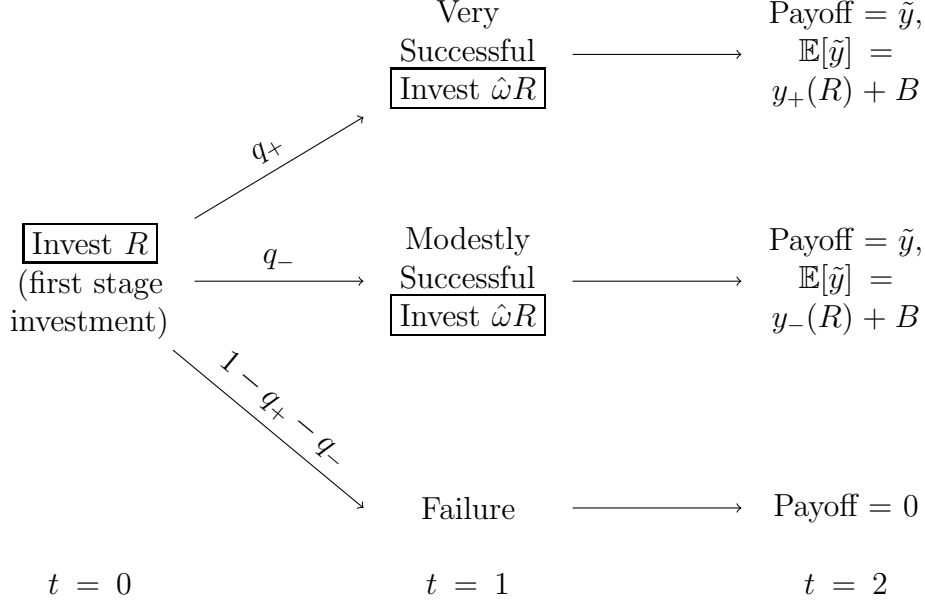 Very
Successful
Invest ω̂R
Payoff = ỹ,
𝔼[ỹ] =
y₊(R) + B
q₊
Invest R
(first stage
investment)
q₋
Modestly
Successful
Invest ω̂R
Payoff = ỹ,
𝔼[ỹ] =
y₋(R) + B
1 − q₊ − q₋
Failure
Payoff = 0
t = 0
t = 1
t = 2